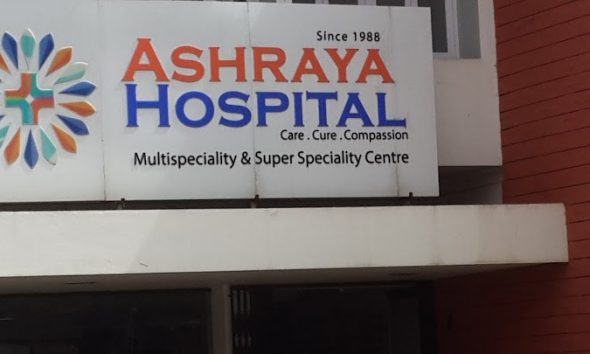 Since 1988
ASHRAYA
HOSPITAL
Care . Cure . Compassion
Multispeciality & Super Speciality Centre